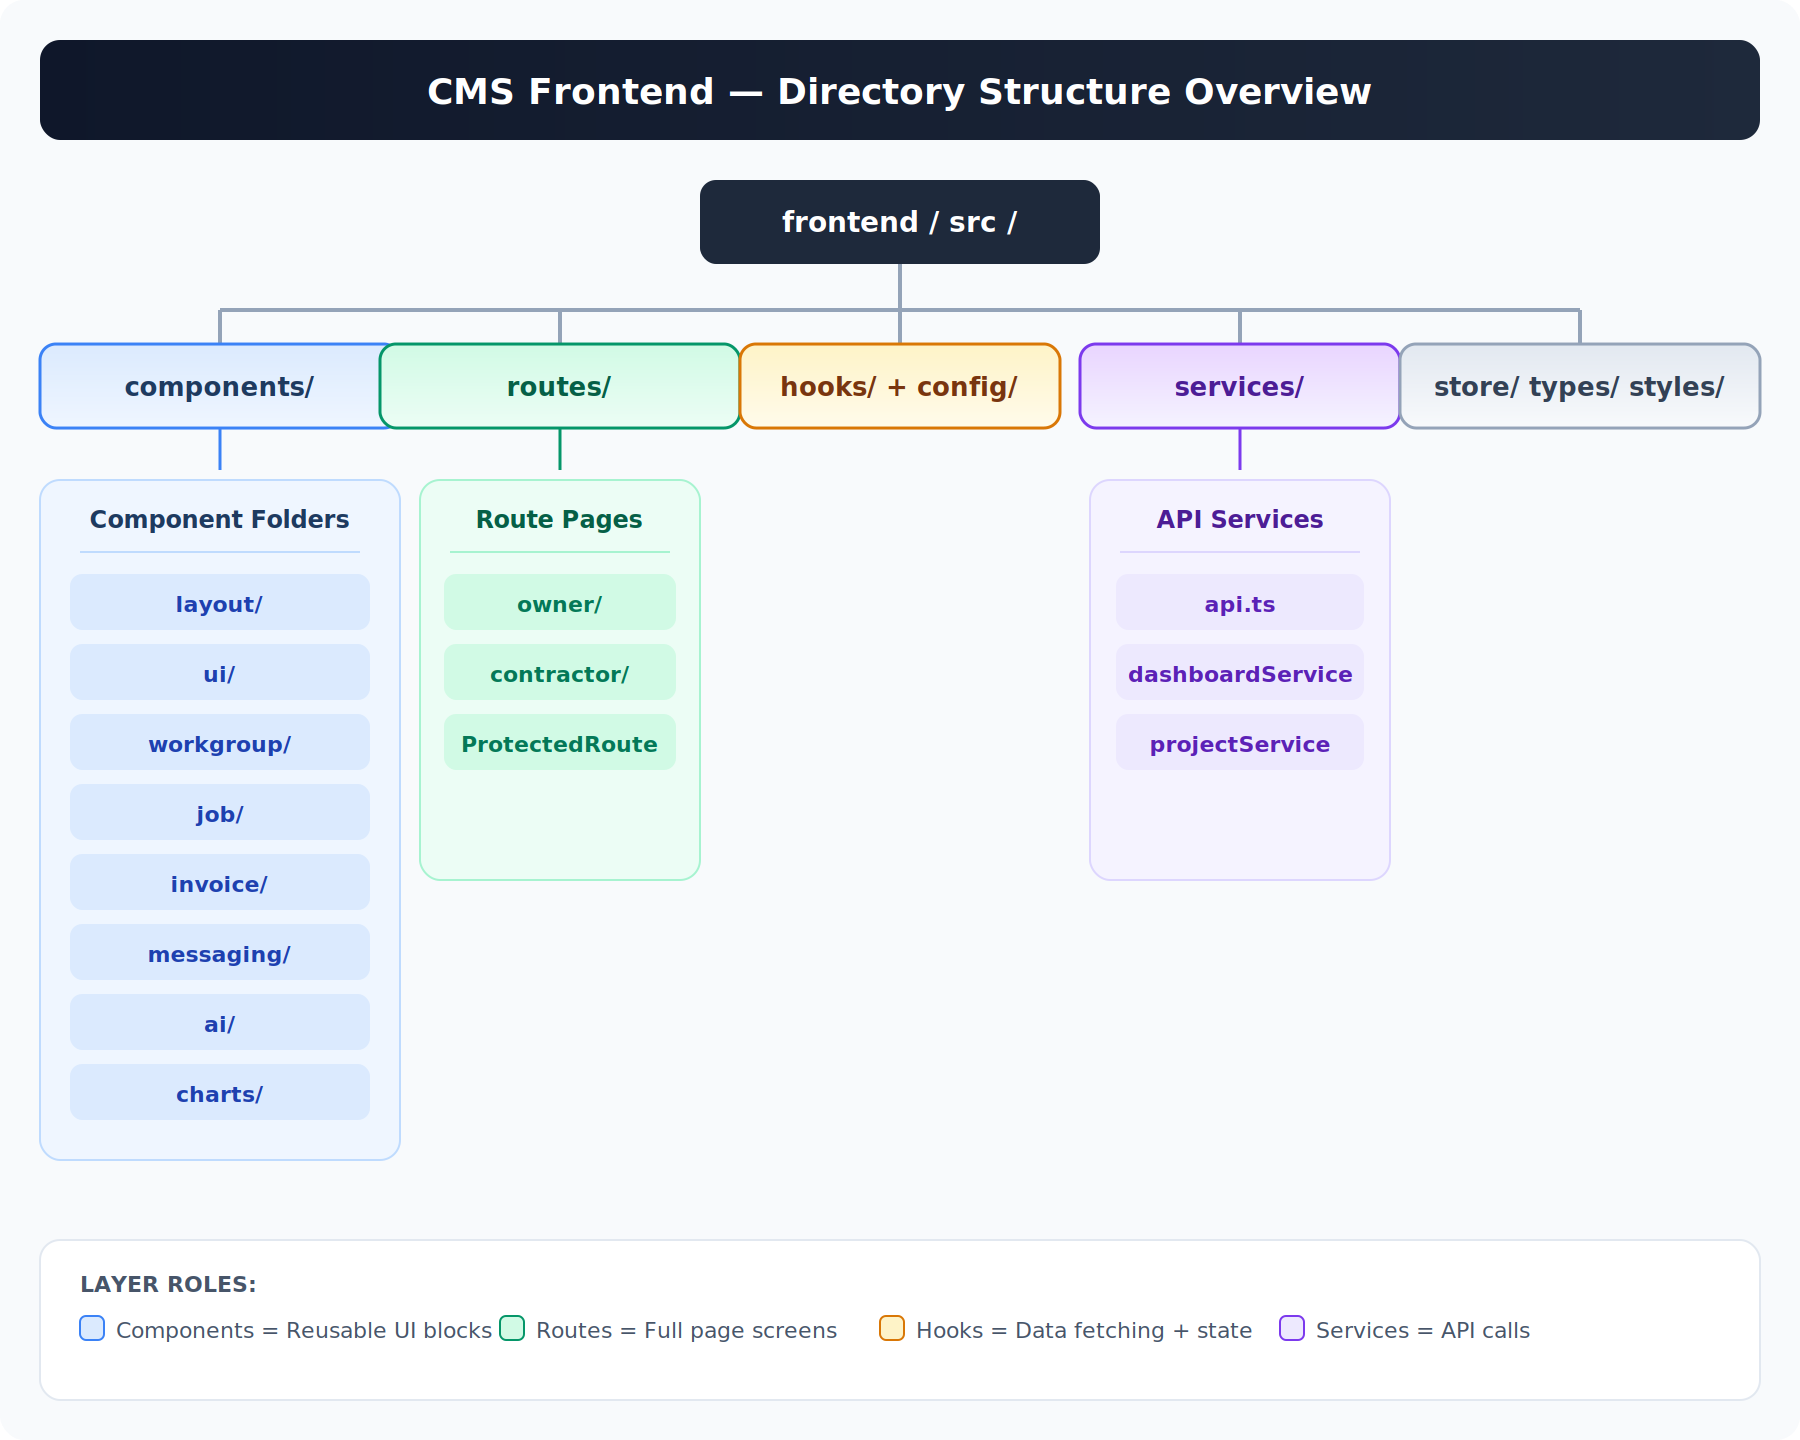 CMS Frontend — Directory Structure Overview
frontend / src /
components/
routes/
hooks/ + config/
services/
store/ types/ styles/
Component Folders
layout/
ui/
workgroup/
job/
invoice/
messaging/
ai/
charts/
Route Pages
owner/
contractor/
ProtectedRoute
API Services
api.ts
dashboardService
projectService
LAYER ROLES:
Components = Reusable UI blocks
Routes = Full page screens
Hooks = Data fetching + state
Services = API calls